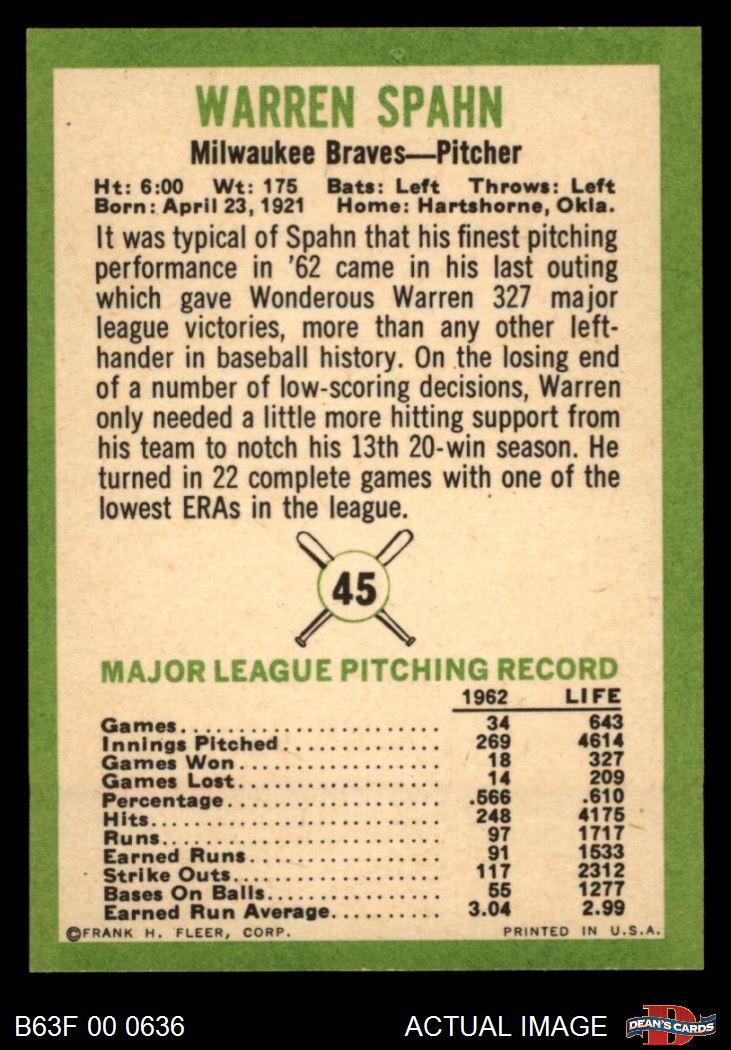 WARREN SPAHN
Milwaukee Braves—Pitcher
Ht: 6:00 Wt: 175 Bats: Left Throws: Left
Born: April 23, 1921 Home: Hartshorne, Okla.
It was typical of Spahn that his finest pitching
performance in '62 came in his last outing
which gave Wonderous Warren 327 major
league victories, more than any other left-
hander in baseball history. On the losing end
of a number of low-scoring decisions, Warren
only needed a little more hitting support from
his team to notch his 13th 20-win season. He
turned in 22 complete games with one of the
lowest ERAs in the league.
45
MAJOR LEAGUE PITCHING RECORD
1962 LIFE
Games 34 643
Innings Pitched 269 4614
Games Won 18 327
Games Lost 14 209
Percentage .566 .610
Hits 248 4175
Runs 97 1717
Earned Runs 91 1533
Strike Outs 117 2312
Bases On Balls 55 1277
Earned Run Average 3.04 2.99
©FRANK H. FLEER, CORP. PRINTED IN U.S.A.
B63F 00 0636 ACTUAL IMAGE D DEAN'S CARDS